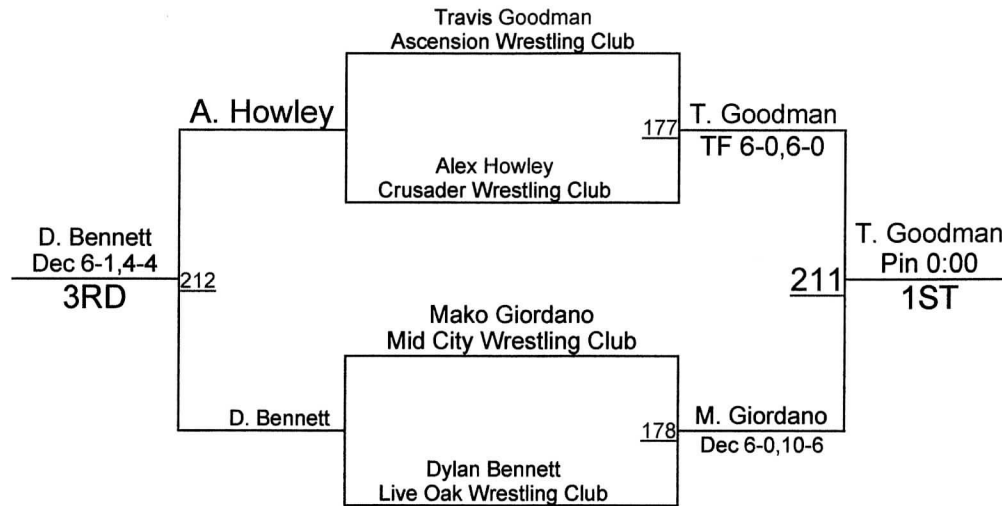 Travis Goodman
Ascension Wrestling Club
A. Howley
177
T. Goodman
TF 6-0,6-0
Alex Howley
Crusader Wrestling Club
D. Bennett
Dec 6-1,4-4
3RD
212
T. Goodman
Pin 0:00
1ST
211
Mako Giordano
Mid City Wrestling Club
D. Bennett
178
M. Giordano
Dec 6-0,10-6
Dylan Bennett
Live Oak Wrestling Club